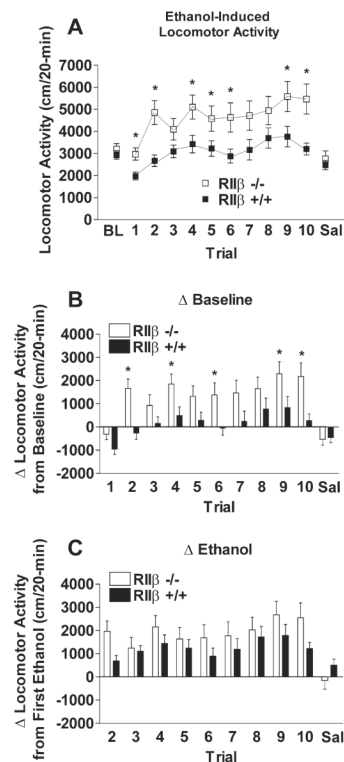 A
Ethanol-Induced
Locomotor Activity
Locomotor Activity (cm/20-min)
7000
6000
5000
4000
3000
2000
1000
0
* * * * * * *
RIIβ -/-
RIIβ +/+
BL 1 2 3 4 5 6 7 8 9 10 Sal
Trial
B
Δ Baseline
Δ Locomotor Activity
from Baseline (cm/20-min)
4000
3000
2000
1000
0
-1000
-2000
RIIβ -/-
RIIβ +/+
* * * * *
1 2 3 4 5 6 7 8 9 10 Sal
Trial
C
Δ Ethanol
Δ Locomotor Activity
from First Ethanol (cm/20-min)
4000
3000
2000
1000
0
1000
2000
RIIβ -/-
RIIβ +/+
2 3 4 5 6 7 8 9 10 Sal
Trial